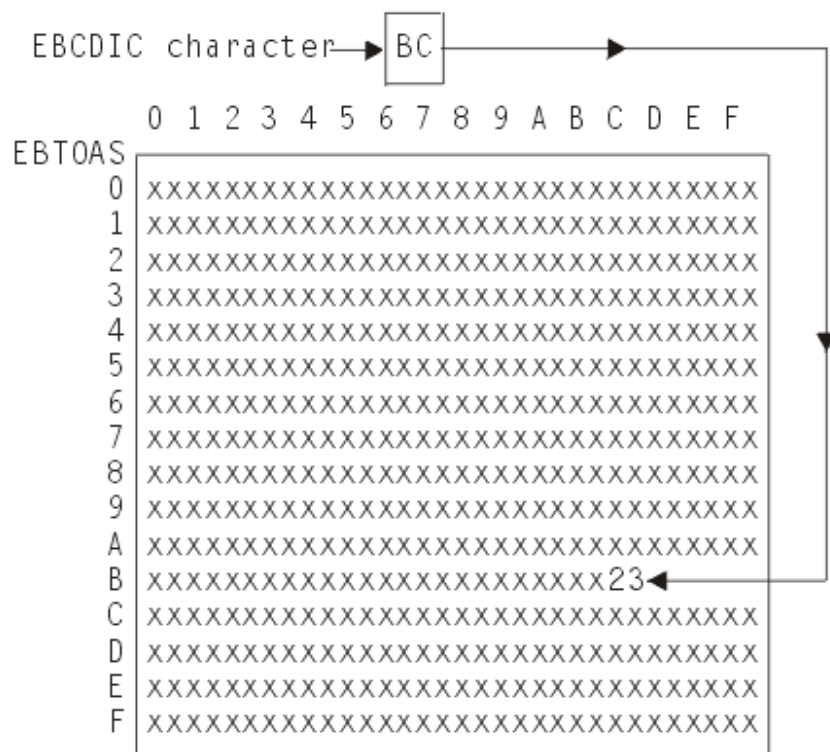 EBCDIC character BC
0 1 2 3 4 5 6 7 8 9 A B C D E F
EBTOAS
0 xxxxxxxxxxxxxxxxxxxxxxxxxxxxxxxx
1 xxxxxxxxxxxxxxxxxxxxxxxxxxxxxxxx
2 xxxxxxxxxxxxxxxxxxxxxxxxxxxxxxxx
3 xxxxxxxxxxxxxxxxxxxxxxxxxxxxxxxx
4 xxxxxxxxxxxxxxxxxxxxxxxxxxxxxxxx
5 xxxxxxxxxxxxxxxxxxxxxxxxxxxxxxxx
6 xxxxxxxxxxxxxxxxxxxxxxxxxxxxxxxx
7 xxxxxxxxxxxxxxxxxxxxxxxxxxxxxxxx
8 xxxxxxxxxxxxxxxxxxxxxxxxxxxxxxxx
9 xxxxxxxxxxxxxxxxxxxxxxxxxxxxxxxx
A xxxxxxxxxxxxxxxxxxxxxxxxxxxxxxxx
B xxxxxxxxxxxxxxxxxxxxxxxx23
C xxxxxxxxxxxxxxxxxxxxxxxxxxxxxxxx
D xxxxxxxxxxxxxxxxxxxxxxxxxxxxxxxx
E xxxxxxxxxxxxxxxxxxxxxxxxxxxxxxxx
F xxxxxxxxxxxxxxxxxxxxxxxxxxxxxxxx